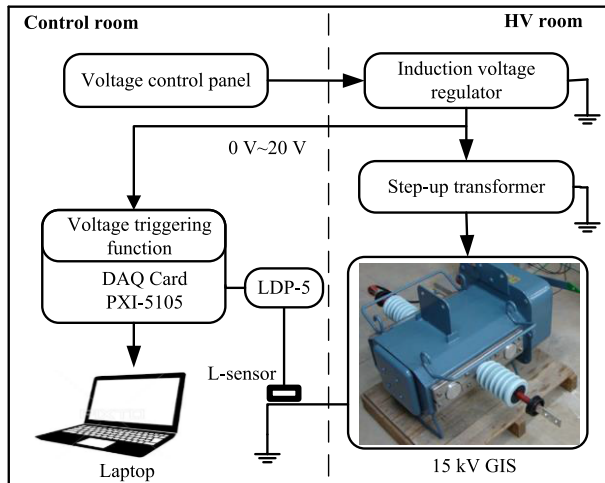 Control room
HV room
Voltage control panel
Induction voltage
regulator
0 V~20 V
Step-up transformer
Voltage triggering
function
DAQ Card
PXI-5105
LDP-5
L-sensor
Laptop
15 kV GIS